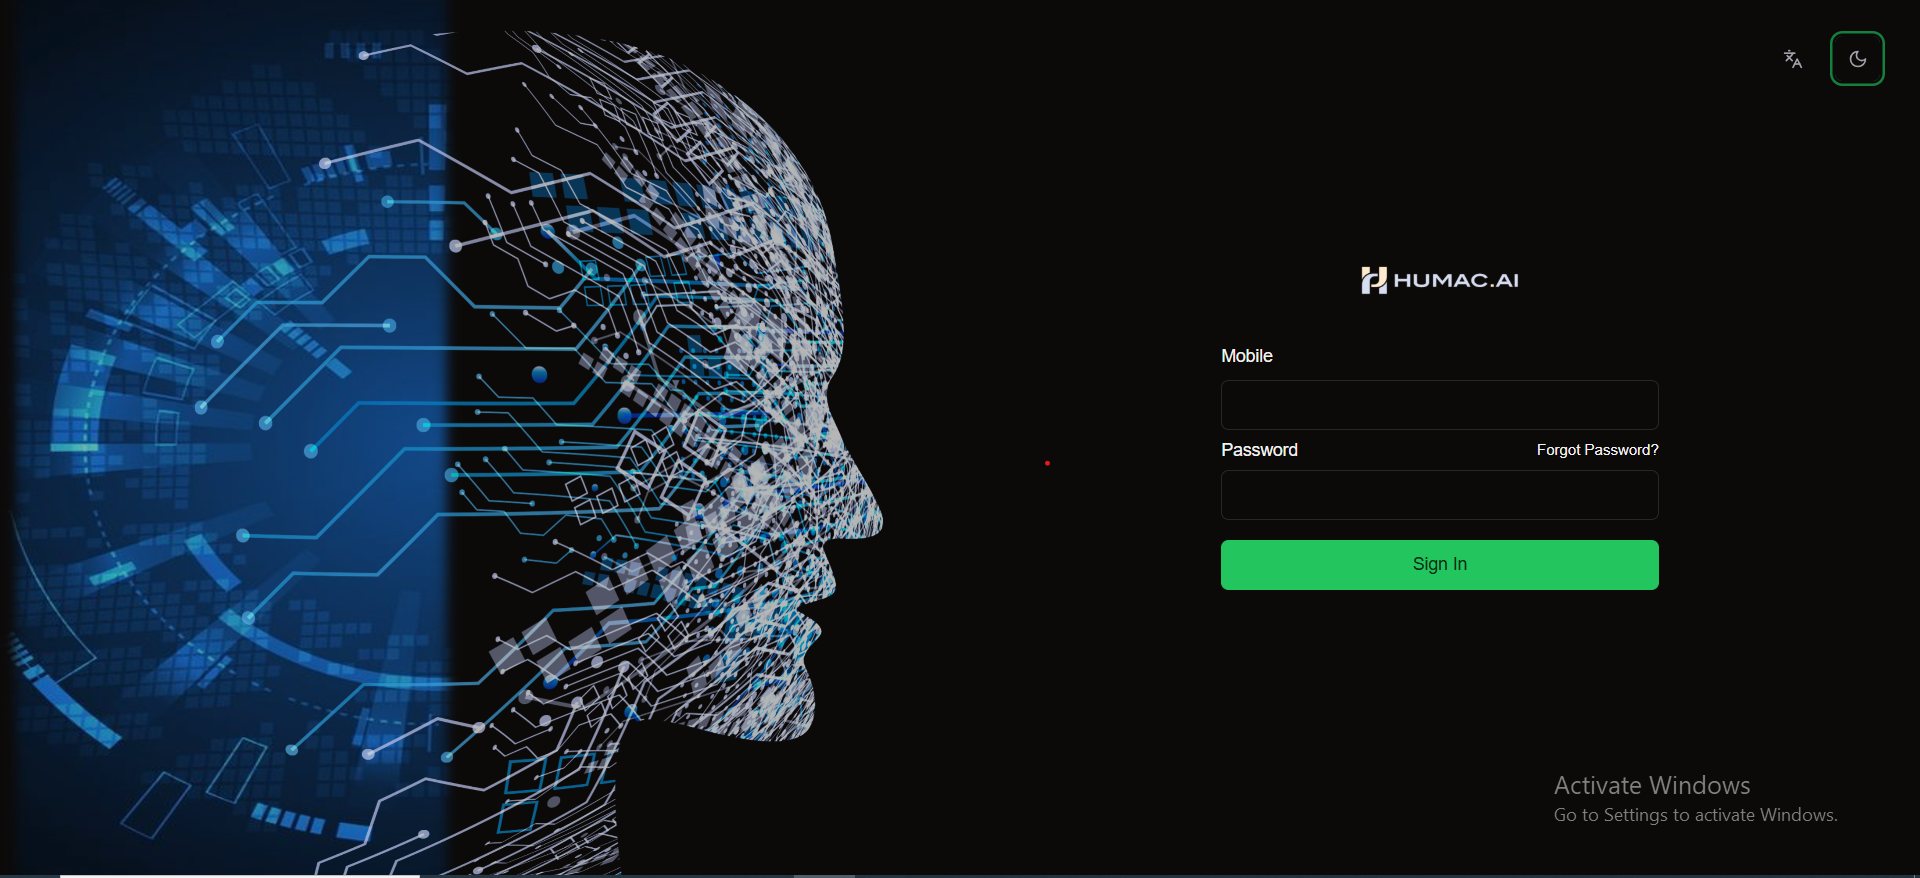 HUMAC.AI
Mobile
Password
Forgot Password?
Sign In
Activate Windows
Go to Settings to activate Windows.